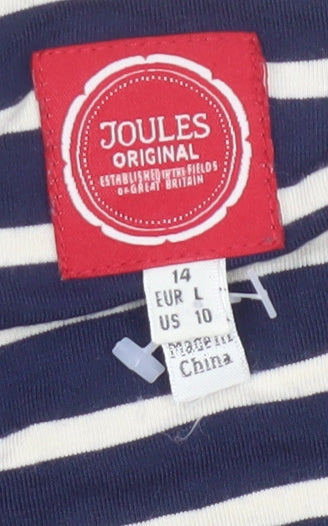 JOULES
ORIGINAL
ESTABLISHED IN THE FIELDS
OF GREAT BRITAIN
14
EUR L
US 10
Made in
China